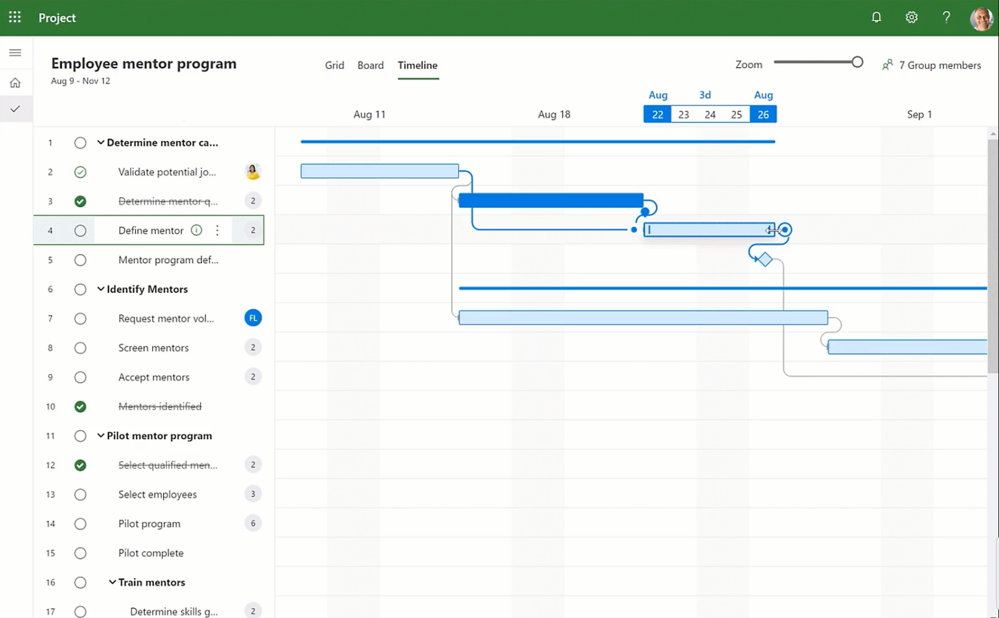 Project
Employee mentor program
Aug 9 - Nov 12
Grid Board Timeline
Zoom
7 Group members
Aug 3d Aug
Aug 11 Aug 18 22 23 24 25 26 Sep 1
1 Determine mentor ca...
2 Validate potential jo...
3 Determine mentor q... 2
4 Define mentor 2
5 Mentor program def...
6 Identify Mentors
7 Request mentor vol... FL
8 Screen mentors 2
9 Accept mentors 2
10 Mentors identified
11 Pilot mentor program
12 Select qualified men... 2
13 Select employees 3
14 Pilot program 6
15 Pilot complete
16 Train mentors
17 Determine skills g... 2